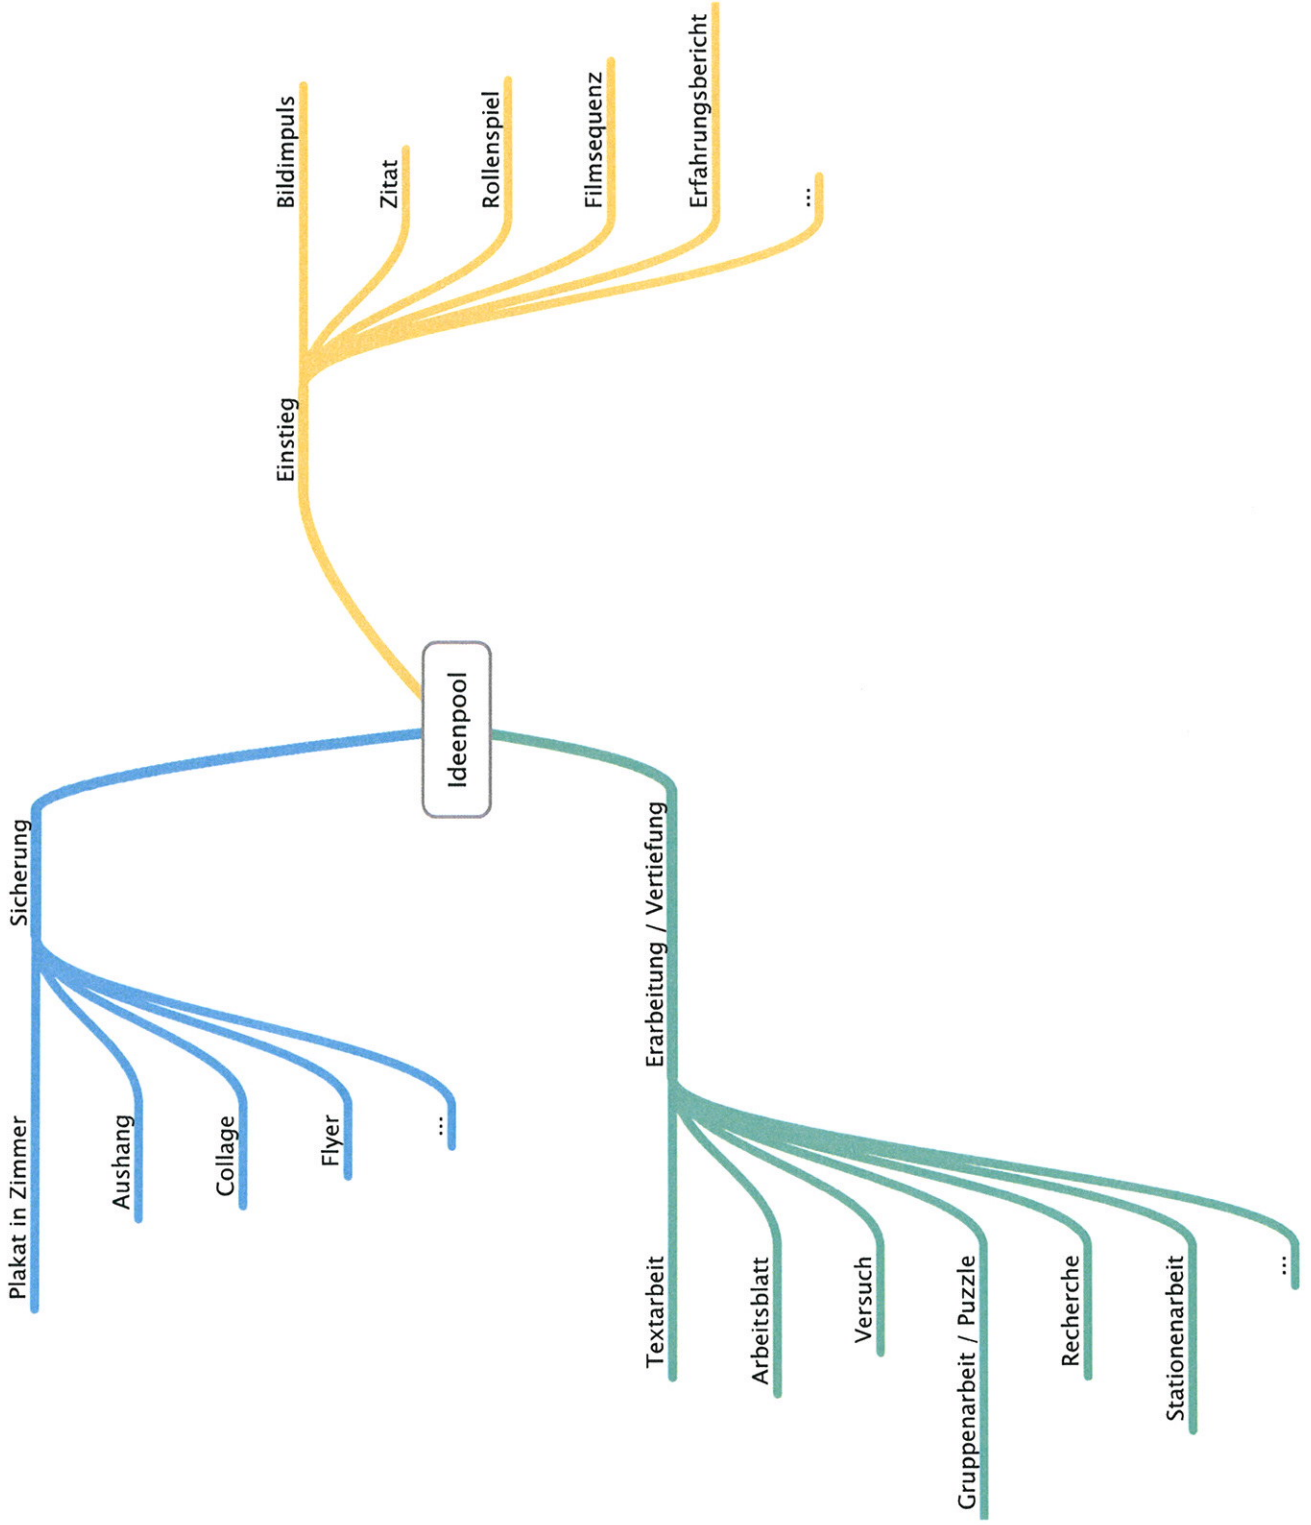 Ideenpool
Einstieg
Bildimpuls
Zitat
Rollenspiel
Filmsequenz
Erfahrungsbericht
...
Sicherung
Plakat in Zimmer
Aushang
Collage
Flyer
...
Erarbeitung / Vertiefung
Textarbeit
Arbeitsblatt
Versuch
Gruppenarbeit / Puzzle
Recherche
Stationenarbeit
...